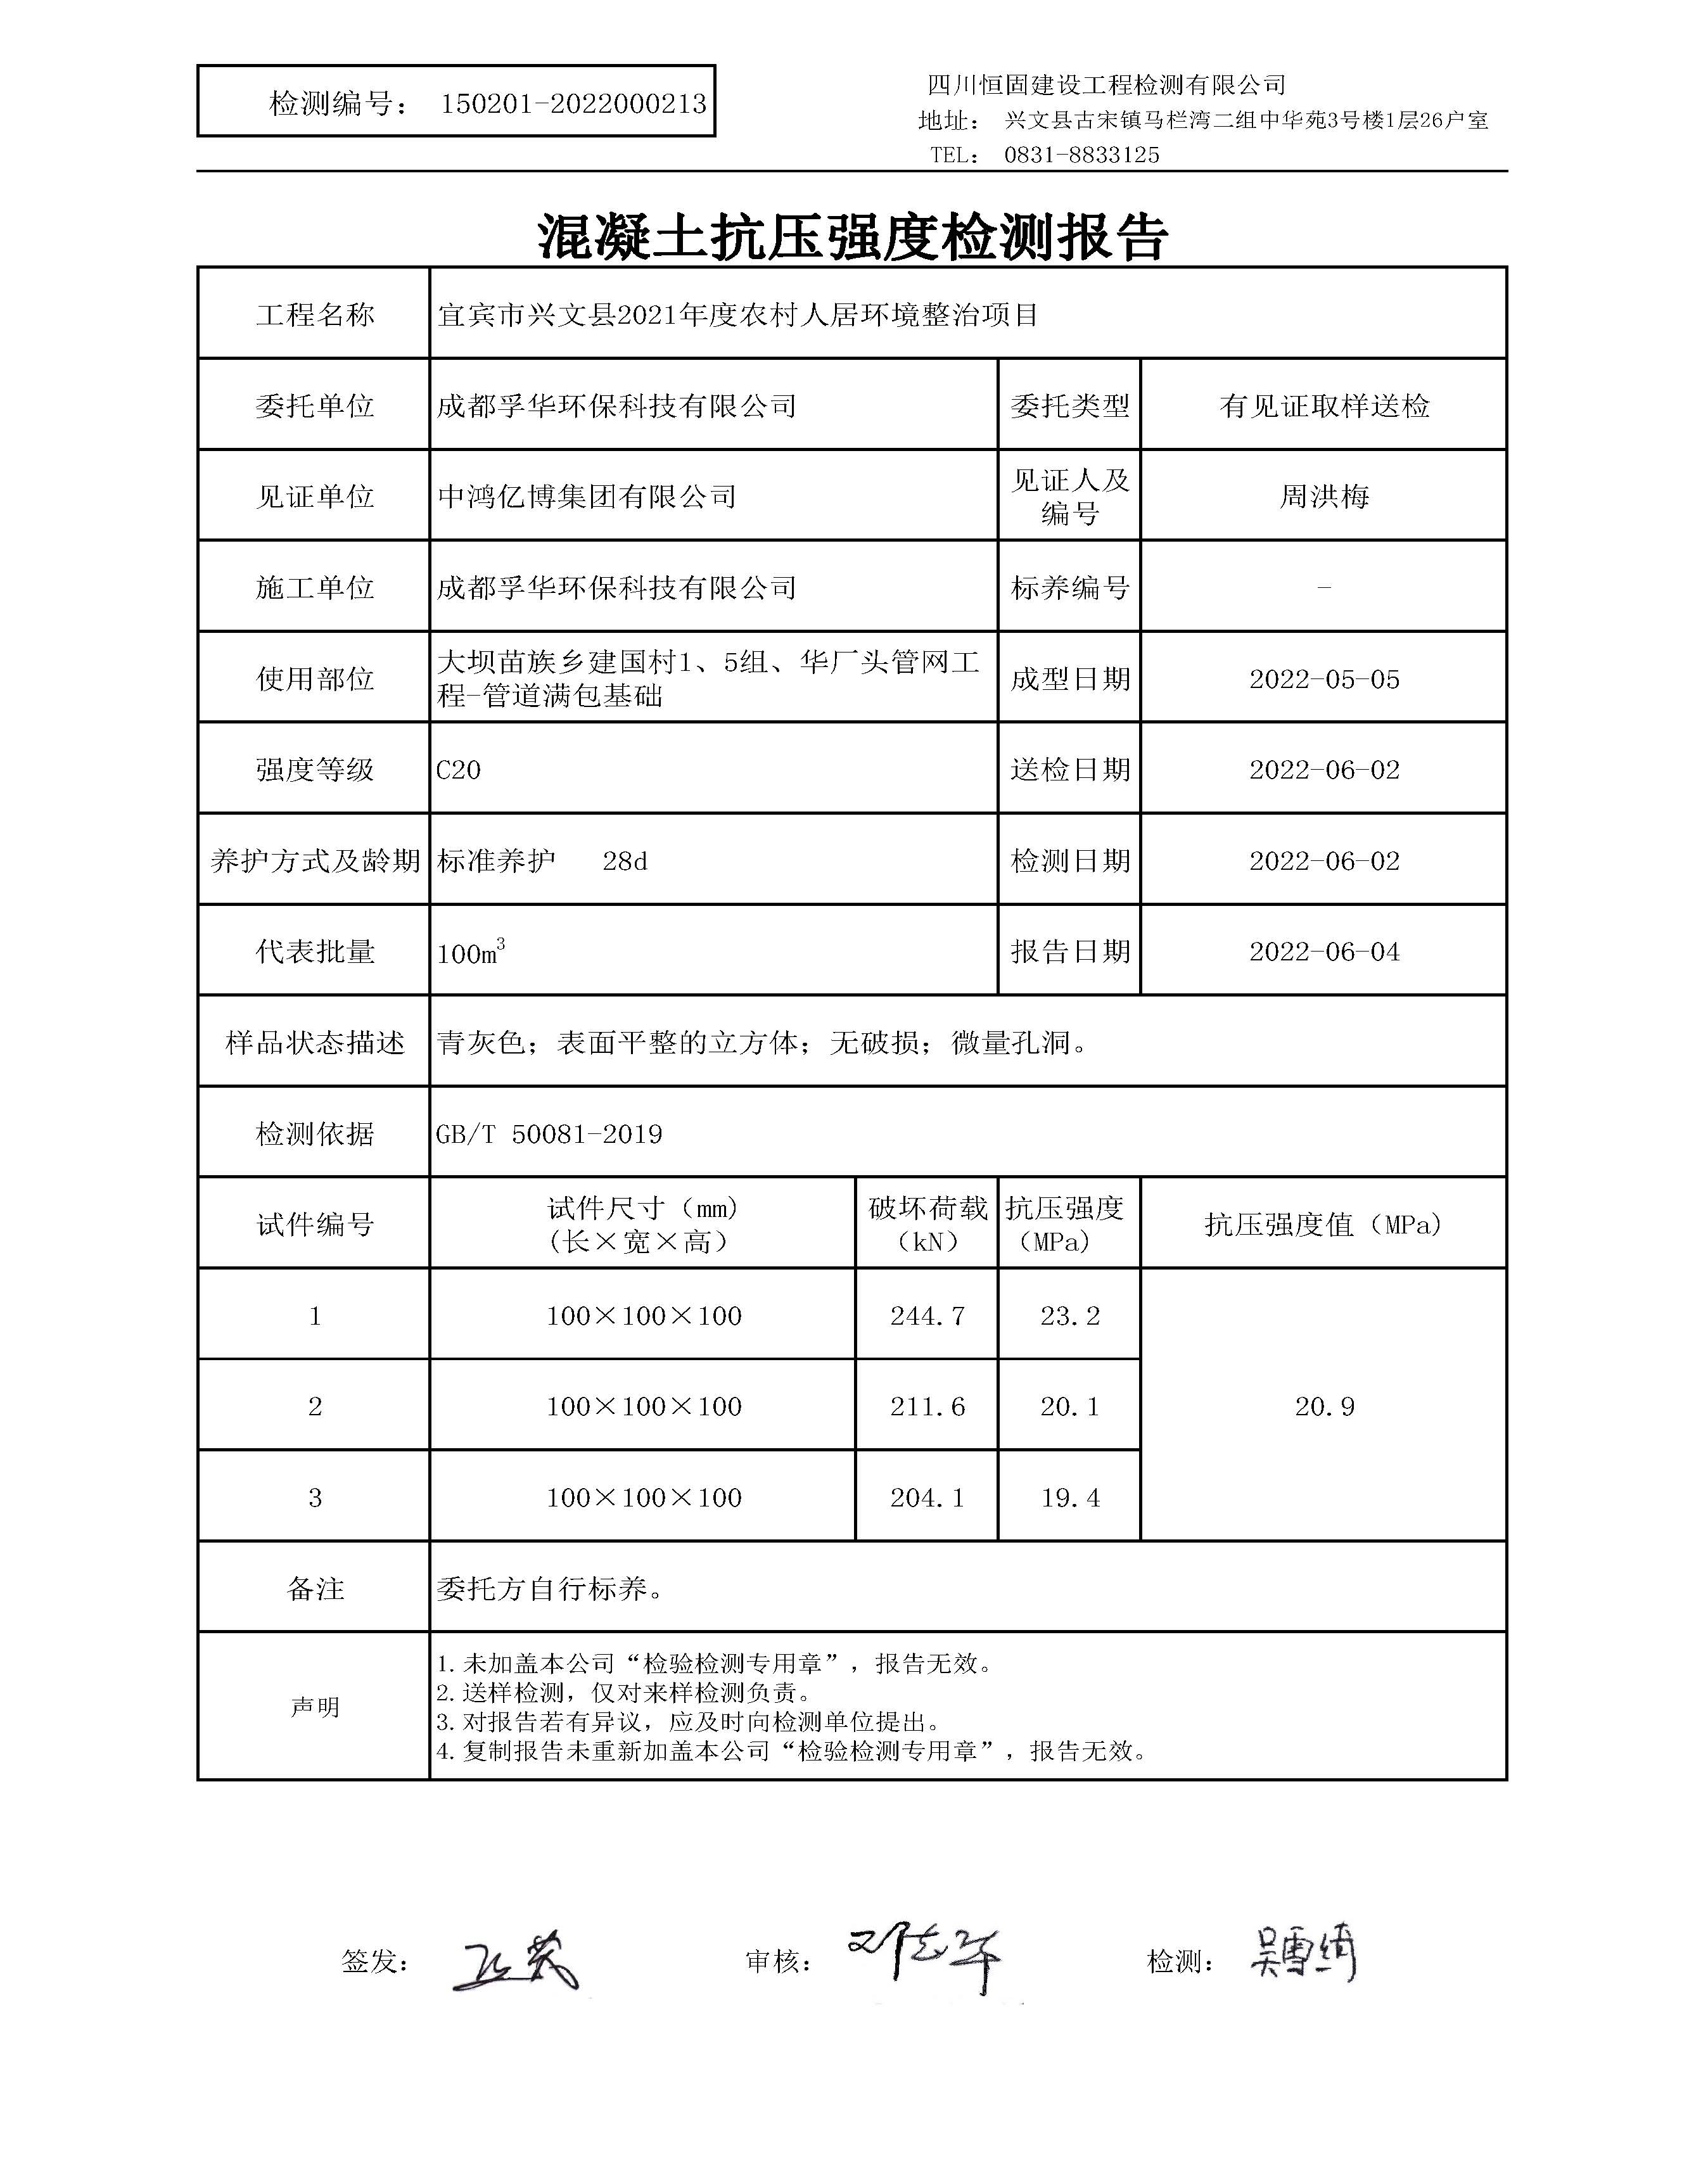 检测编号： 150201-2022000213
四川恒固建设工程检测有限公司
地址： 兴文县古宋镇马栏湾二组中华苑3号楼1层26户室
TEL： 0831-8833125
混凝土抗压强度检测报告
工程名称 宜宾市兴文县2021年度农村人居环境整治项目
委托单位 成都孚华环保科技有限公司 委托类型 有见证取样送检
见证单位 中鸿亿博集团有限公司 见证人及编号 周洪梅
施工单位 成都孚华环保科技有限公司 标养编号 -
使用部位 大坝苗族乡建国村1、5组、华厂头管网工
程-管道满包基础 成型日期 2022-05-05
强度等级 C20 送检日期 2022-06-02
养护方式及龄期 标准养护 28d 检测日期 2022-06-02
代表批量 100m³ 报告日期 2022-06-04
样品状态描述 青灰色；表面平整的立方体；无破损；微量孔洞。
检测依据 GB/T 50081-2019
试件编号 试件尺寸（mm）（长×宽×高） 破坏荷载（kN） 抗压强度（MPa） 抗压强度值（MPa）
1 100×100×100 244.7 23.2
2 100×100×100 211.6 20.1 20.9
3 100×100×100 204.1 19.4
备注 委托方自行标养。
声明
1.未加盖本公司“检验检测专用章”，报告无效。
2.送样检测，仅对来样检测负责。
3.对报告若有异议，应及时向检测单位提出。
4.复制报告未重新加盖本公司“检验检测专用章”，报告无效。
签发： 审核： 检测： 吴雪绮